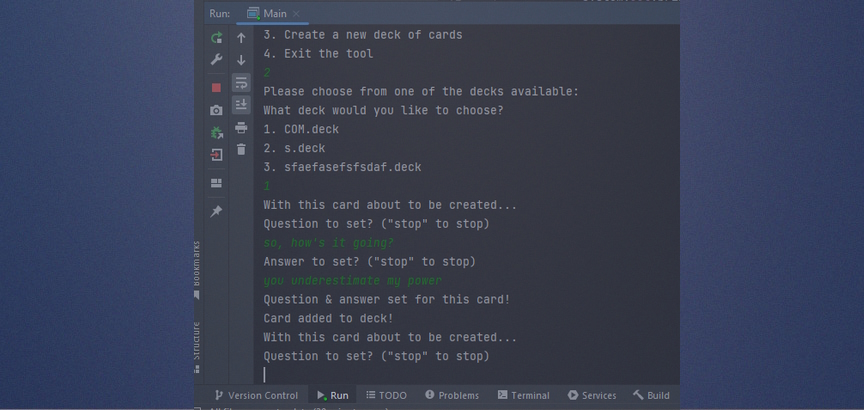 Run: Main
3. Create a new deck of cards
4. Exit the tool
2
Please choose from one of the decks available:
What deck would you like to choose?
1. COM.deck
2. s.deck
3. sfaefasefsfsdaf.deck
1
With this card about to be created...
Question to set? ("stop" to stop)
so, how's it going?
Answer to set? ("stop" to stop)
you underestimate my power
Question & answer set for this card!
Card added to deck!
With this card about to be created...
Question to set? ("stop" to stop)
Bookmarks
Structure
Version Control Run TODO Problems Terminal Services Build